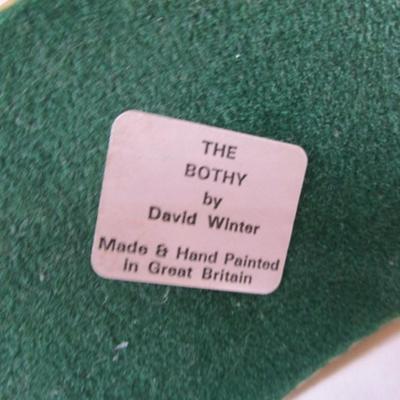 THE
BOTHY
by
David Winter
Made & Hand Painted
in Great Britain